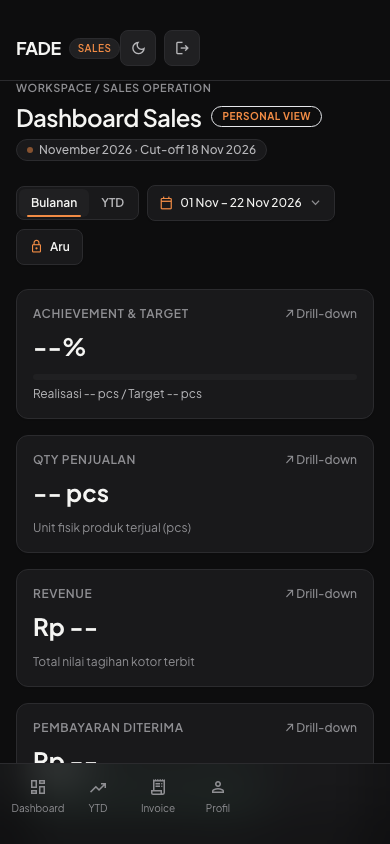 FADE SALES
WORKSPACE / SALES OPERATION
Dashboard Sales PERSONAL VIEW
November 2026 · Cut-off 18 Nov 2026
Bulanan YTD 01 Nov – 22 Nov 2026
Aru
ACHIEVEMENT & TARGET Drill-down
--%
Realisasi -- pcs / Target -- pcs
QTY PENJUALAN Drill-down
-- pcs
Unit fisik produk terjual (pcs)
REVENUE Drill-down
Rp --
Total nilai tagihan kotor terbit
PEMBAYARAN DITERIMA Drill-down
Rp --
Dashboard YTD Invoice Profil